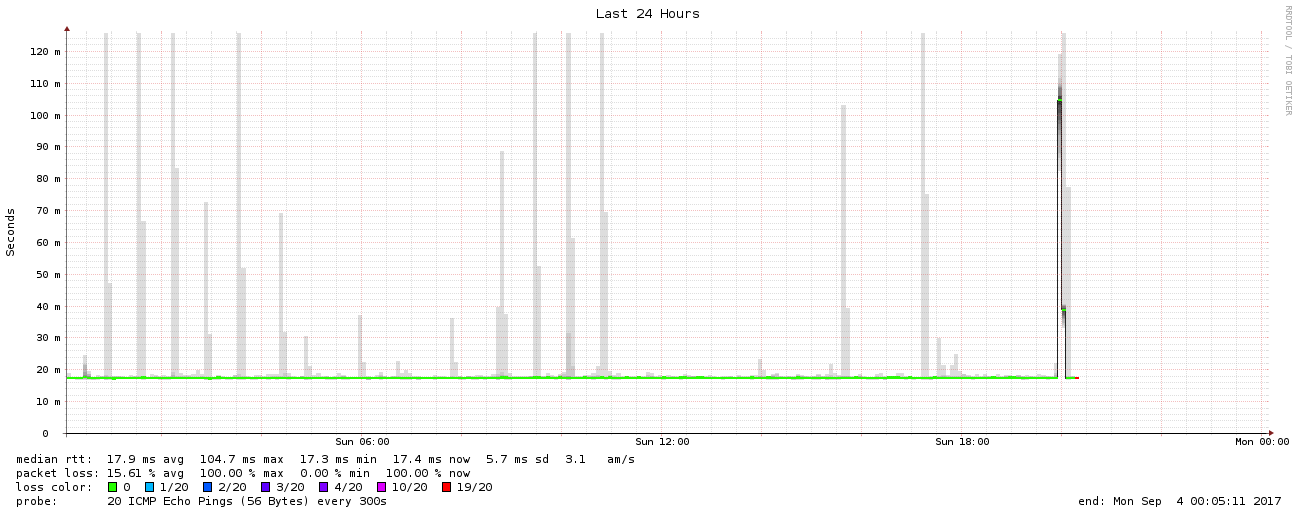 Last 24 Hours
RRDTOOL / TOBI OETIKER
Seconds
120 m
110 m
100 m
90 m
80 m
70 m
60 m
50 m
40 m
30 m
20 m
10 m
0
Sun 06:00 Sun 12:00 Sun 18:00 Mon 00:00
median rtt: 17.9 ms avg 104.7 ms max 17.3 ms min 17.4 ms now 5.7 ms sd 3.1 am/s
packet loss: 15.61 % avg 100.00 % max 0.00 % min 100.00 % now
loss color: 0 1/20 2/20 3/20 4/20 10/20 19/20
probe: 20 ICMP Echo Pings (56 Bytes) every 300s end: Mon Sep 4 00:05:11 2017